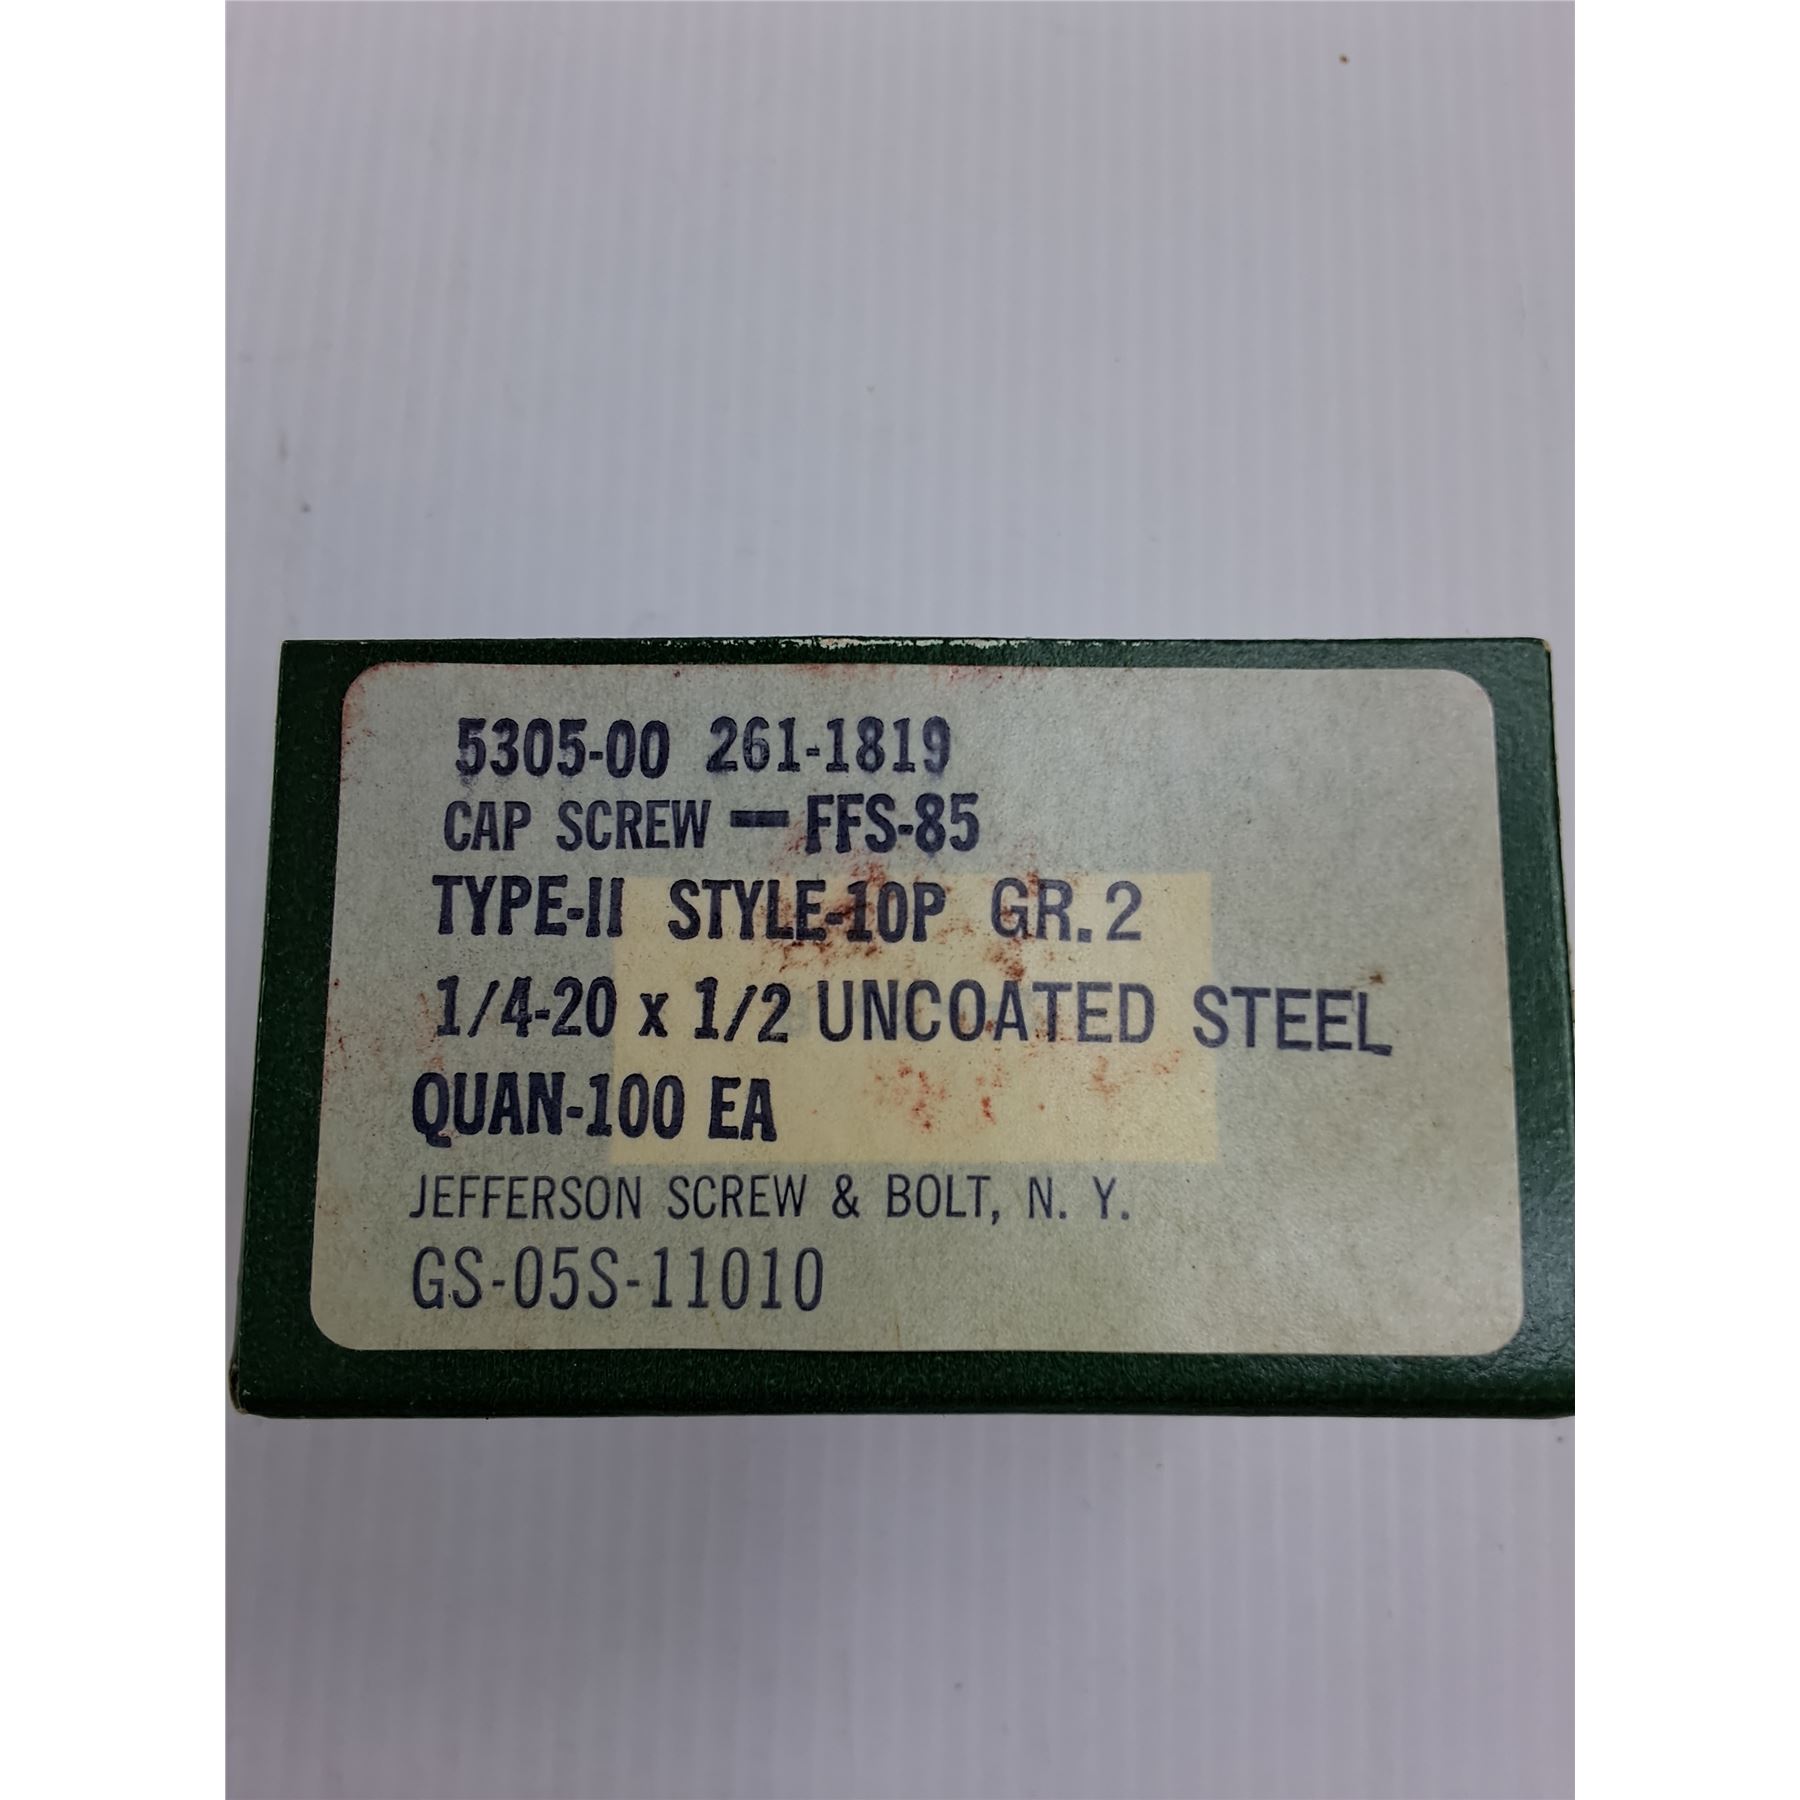 5305-00 261-1819
CAP SCREW — FFS-85
TYPE-II STYLE-10P GR.2
1/4-20 x 1/2 UNCOATED STEEL
QUAN-100 EA
JEFFERSON SCREW & BOLT, N. Y.
GS-05S-11010